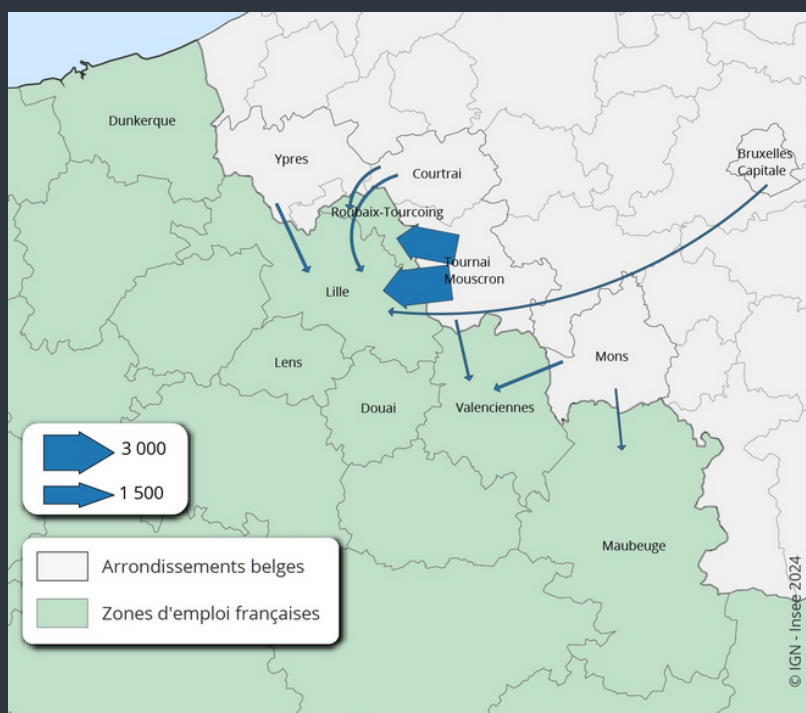 Dunkerque
Ypres
Courtrai
Bruxelles
Capitale
Roubaix-Tourcoing
Tournai
Mouscron
Lille
Lens
Mons
Douai
Valenciennes
Maubeuge
3 000
1 500
Arrondissements belges
Zones d'emploi françaises
© IGN - Insee 2024